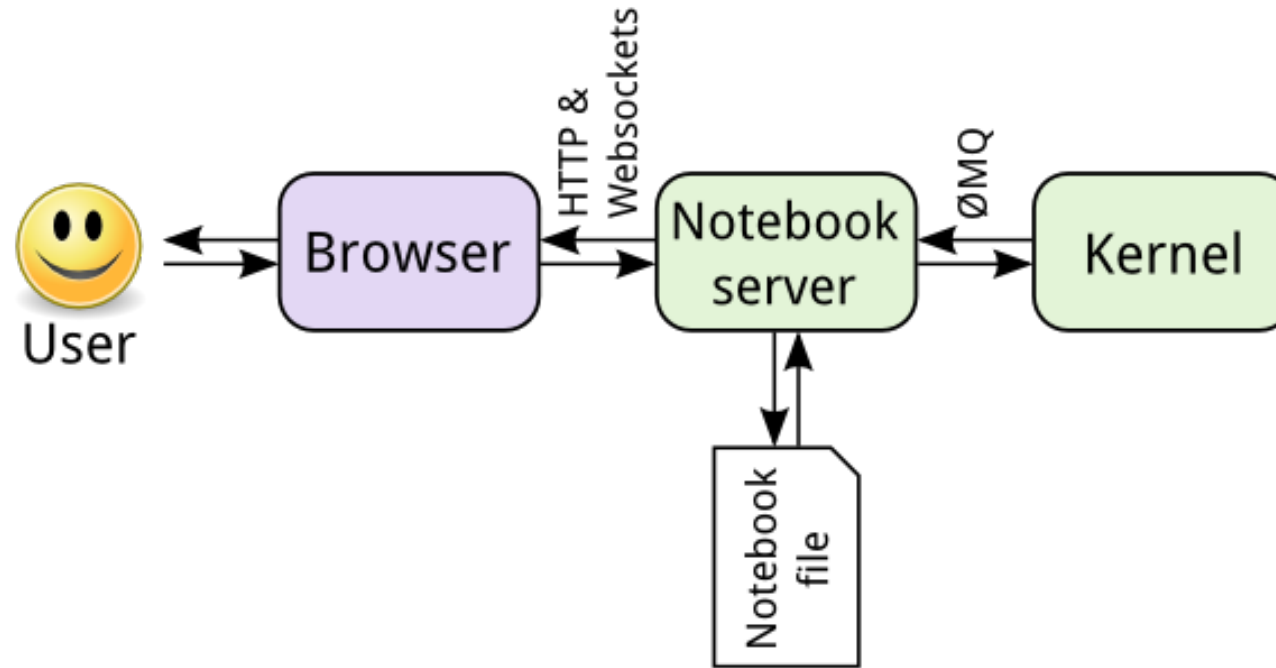 User
Browser
HTTP &
Websockets
Notebook
server
ØMQ
Kernel
Notebook
file